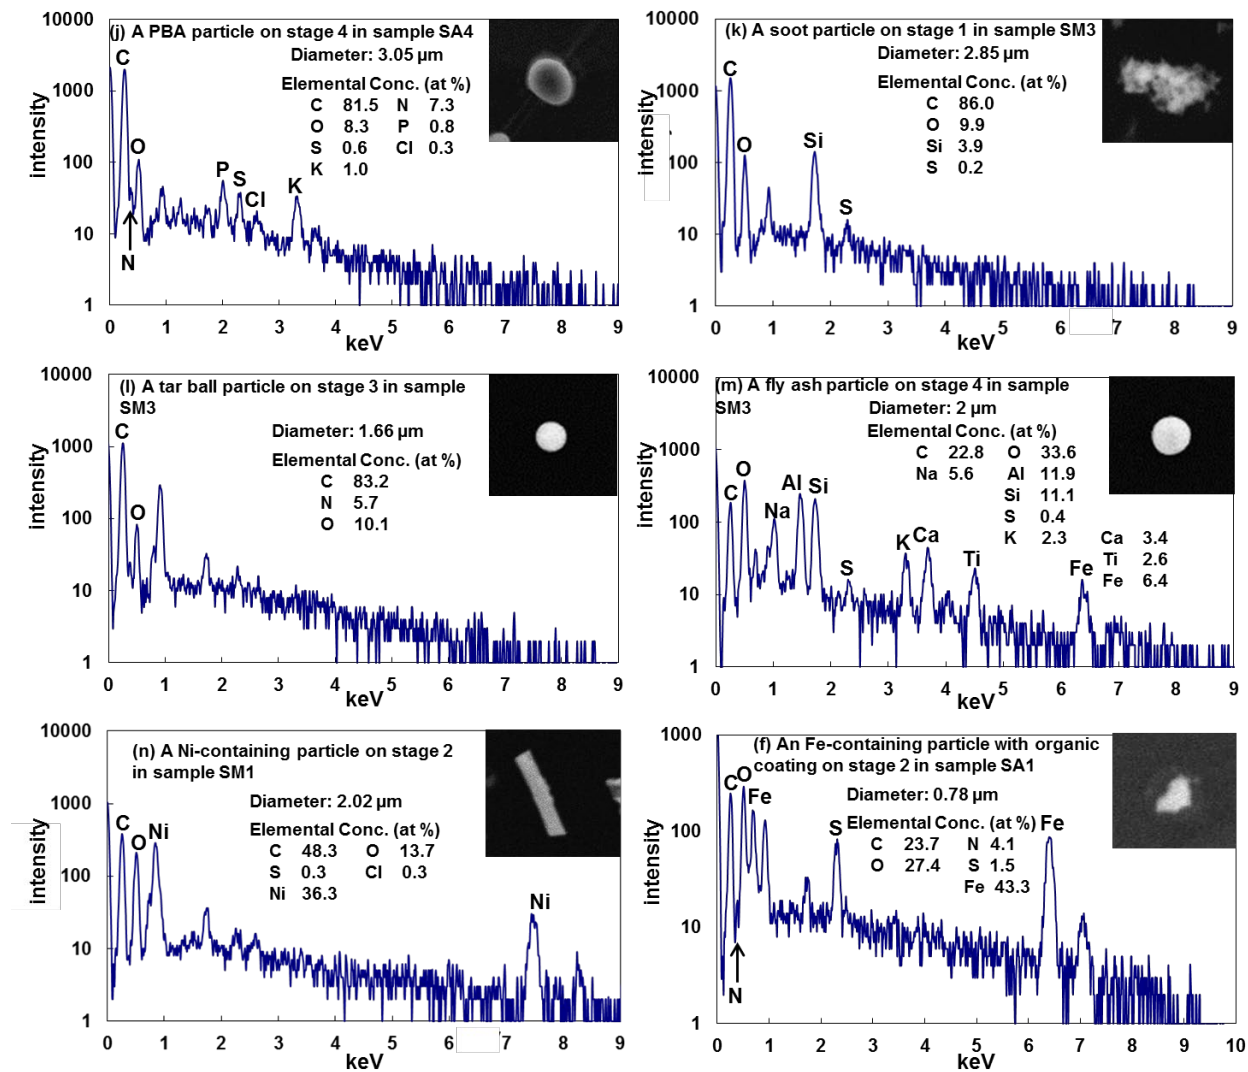 (j) A PBA particle on stage 4 in sample SA4
Diameter: 3.05 µm
Elemental Conc. (at %)
C 81.5 N 7.3
O 8.3 P 0.8
S 0.6 Cl 0.3
K 1.0
10000
1000
100
10
1
intensity
C
O
N
P
S
Cl
K
0 1 2 3 4 5 6 7 8 9
keV
(k) A soot particle on stage 1 in sample SM3
Diameter: 2.85 µm
Elemental Conc. (at %)
C 86.0
O 9.9
Si 3.9
S 0.2
10000
1000
100
10
1
intensity
C
O
Si
S
0 1 2 3 4 5 6 7 8 9
keV
(l) A tar ball particle on stage 3 in sample
SM3
Diameter: 1.66 µm
Elemental Conc. (at %)
C 83.2
N 5.7
O 10.1
10000
1000
100
10
1
intensity
C
O
0 1 2 3 4 5 6 7 8 9
keV
(m) A fly ash particle on stage 4 in sample
SM3
Diameter: 2 µm
Elemental Conc. (at %)
C 22.8 O 33.6
Na 5.6 Al 11.9
Si 11.1
S 0.4
K 2.3 Ca 3.4
Ti 2.6
Fe 6.4
10000
1000
100
10
1
intensity
C
O
Na
Al
Si
S
K
Ca
Ti
Fe
0 1 2 3 4 5 6 7 8 9
keV
(n) A Ni-containing particle on stage 2
in sample SM1
Diameter: 2.02 µm
Elemental Conc. (at %)
C 48.3 O 13.7
S 0.3 Cl 0.3
Ni 36.3
10000
1000
100
10
1
intensity
C
O
Ni
Ni
0 1 2 3 4 5 6 7 8 9
keV
(f) An Fe-containing particle with organic
coating on stage 2 in sample SA1
Diameter: 0.78 µm
Elemental Conc. (at %)
C 23.7 N 4.1
O 27.4 S 1.5
Fe 43.3
1000
100
10
1
intensity
C
O
Fe
N
S
Fe
0 1 2 3 4 5 6 7 8 9 10
keV